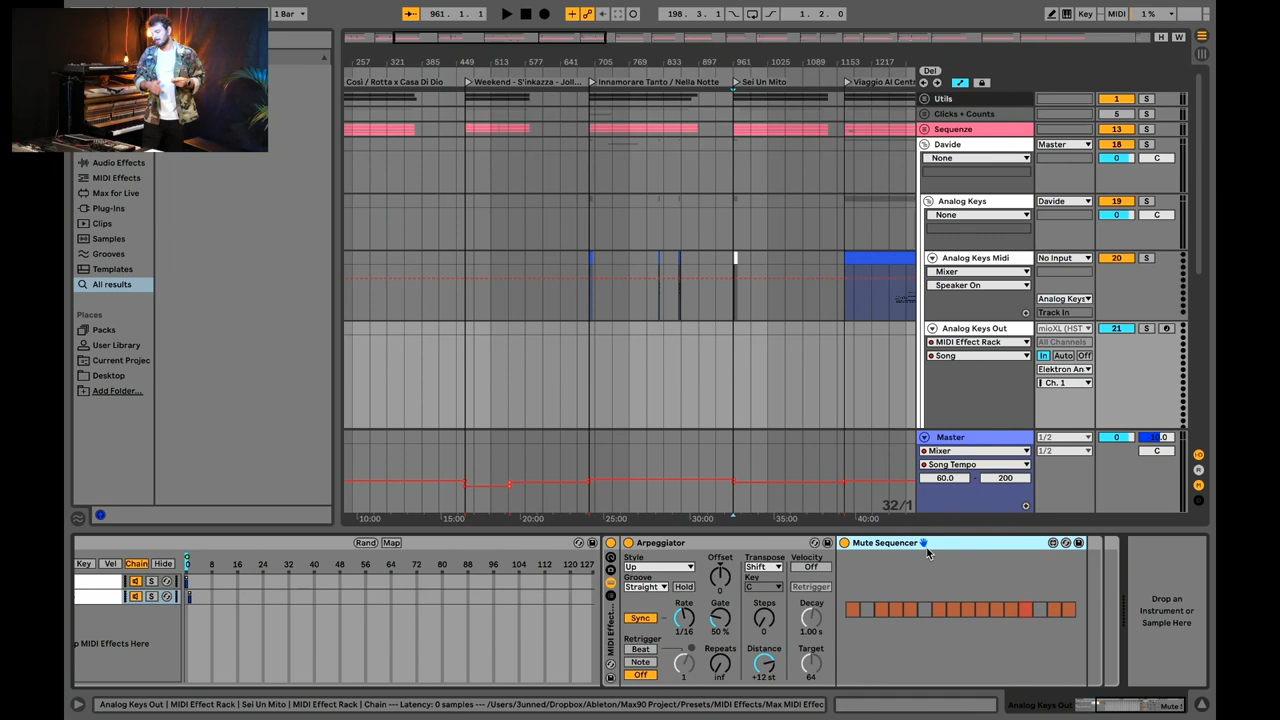 1 Bar
961. 1. 1
198. 3. 1
1. 2. 0
Key
MIDI
1 %
H W
257 321 385 449 513 577 641 705 769 833 897 961 1025 1089 1153 1217
Del
Così / Rotta x Casa Di Dio
Weekend - S'inkazza - Joll...
Innamorare Tanto / Nella Notte
Sei Un Mito
Viaggio Al Centr
Utils
1 S
Clicks + Counts
5 S
Sequenze
13 S
Davide
Master
18 S
None
0 C
Audio Effects
MIDI Effects
Max for Live
Plug-Ins
Clips
Samples
Grooves
Templates
All results
Places
Packs
User Library
Current Projec
Desktop
Add Folder...
Analog Keys
Davide
19 S
None
0 C
Analog Keys Midi
No Input
20 S
Mixer
Speaker On
Analog Keys
Track In
Analog Keys Out
mioXL (HST
21 S
MIDI Effect Rack
All Channels
Song
In Auto Off
Elektron An
Ch. 1
Master
1/2
0
Mixer
1/2
C
Song Tempo
60.0 - 200
32/1
10:00 15:00 20:00 25:00 30:00 35:00 40:00
Rand Map
Key Vel Chain Hide
0 8 16 24 32 40 48 56 64 72 80 88 96 104 112 120 127
S
S
p MIDI Effects Here
MIDI Effect...
Arpeggiator
Style
Up
Groove
Straight
Hold
Offset
0
Transpose
Shift
Key
C
Velocity
Off
Retrigger
Sync
Rate
1/16
Gate
50 %
Steps
0
Decay
1.00 s
Retrigger
Beat
Note
Off
1
Repeats
inf
Distance
+12 st
Target
64
Mute Sequencer
Drop an
Instrument or
Sample Here
Analog Keys Out | MIDI Effect Rack | Sei Un Mito | MIDI Effect Rack | Chain --- Latency: 0 samples --- /Users/3unned/Dropbox/Ableton/Max90 Project/Presets/MIDI Effects/Max MIDI Effec
Analog Keys Out
Mute S